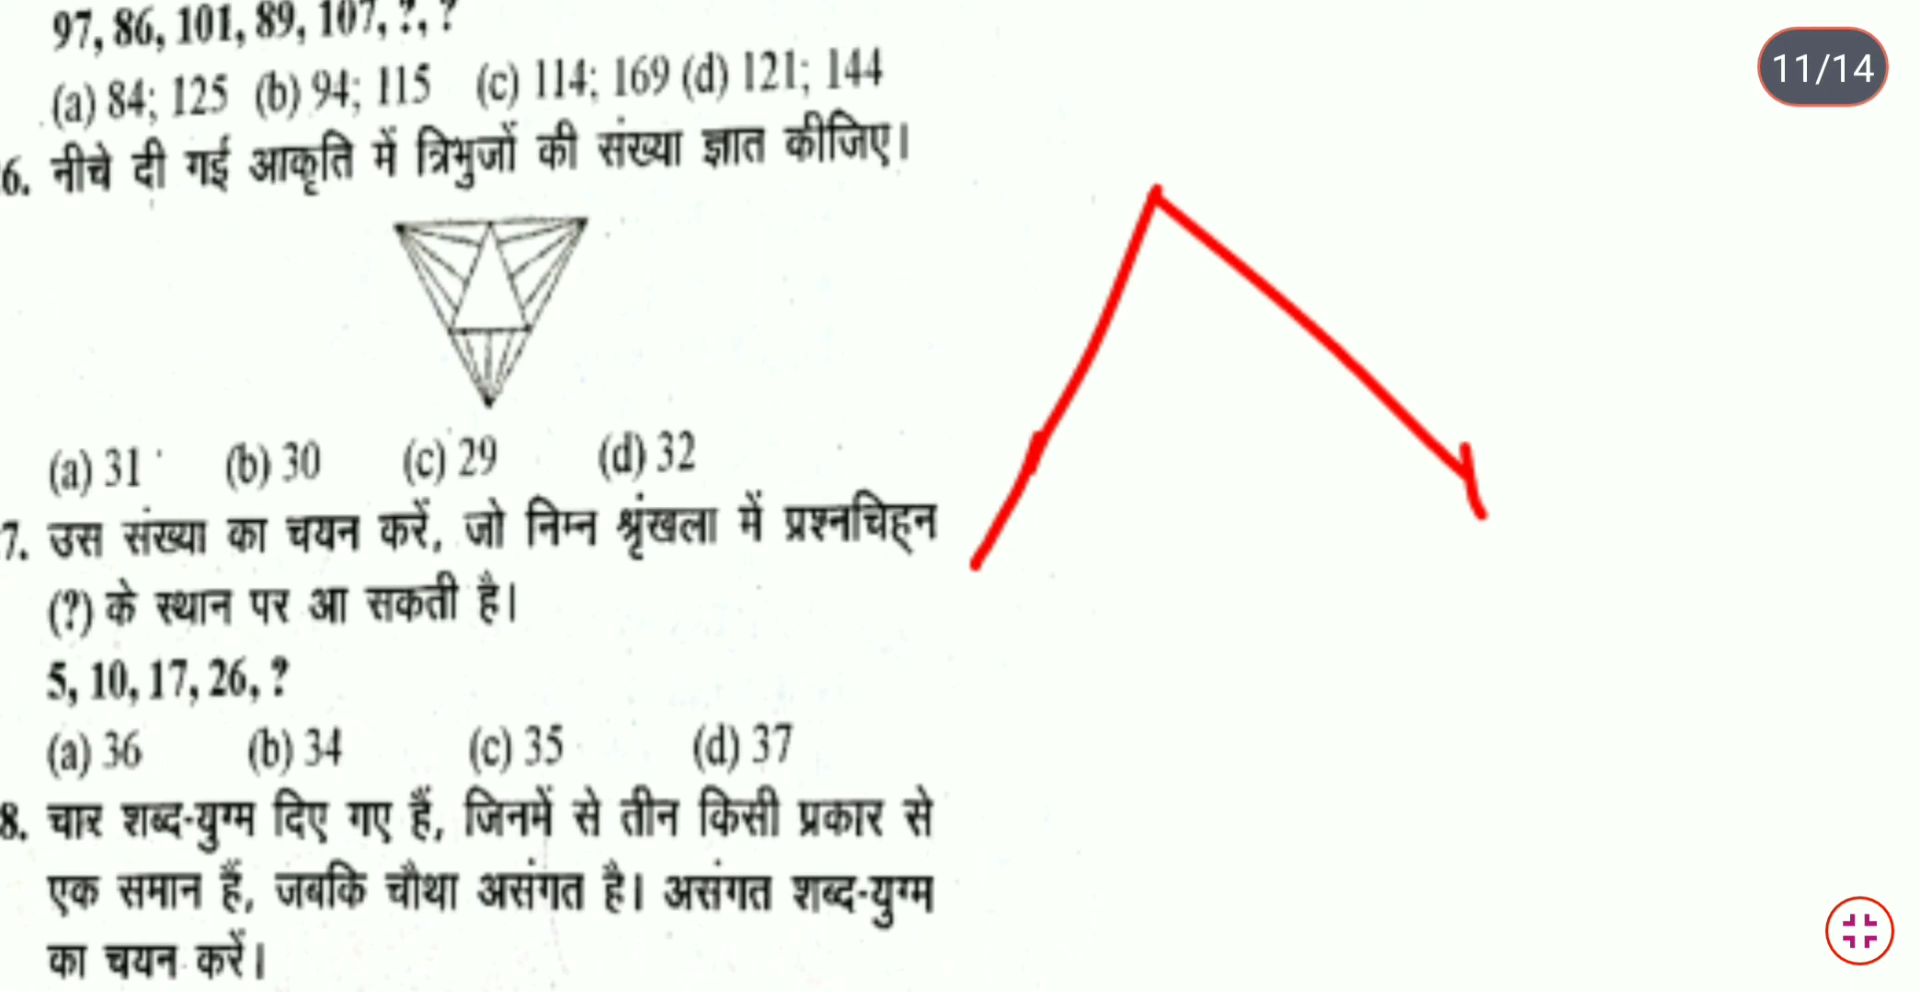 97, 86, 101, 89, 107, ?, ?
11/14
(a) 84; 125 (b) 94; 115 (c) 114; 169 (d) 121; 144
6. नीचे दी गई आकृति में त्रिभुजों की संख्या ज्ञात कीजिए।
(a) 31 (b) 30 (c) 29 (d) 32
7. उस संख्या का चयन करें, जो निम्न श्रृंखला में प्रश्नचिह्न
(?) के स्थान पर आ सकती है।
5, 10, 17, 26, ?
(a) 36 (b) 34 (c) 35 (d) 37
8. चार शब्द-युग्म दिए गए हैं, जिनमें से तीन किसी प्रकार से
एक समान हैं, जबकि चौथा असंगत है। असंगत शब्द-युग्म
का चयन करें।